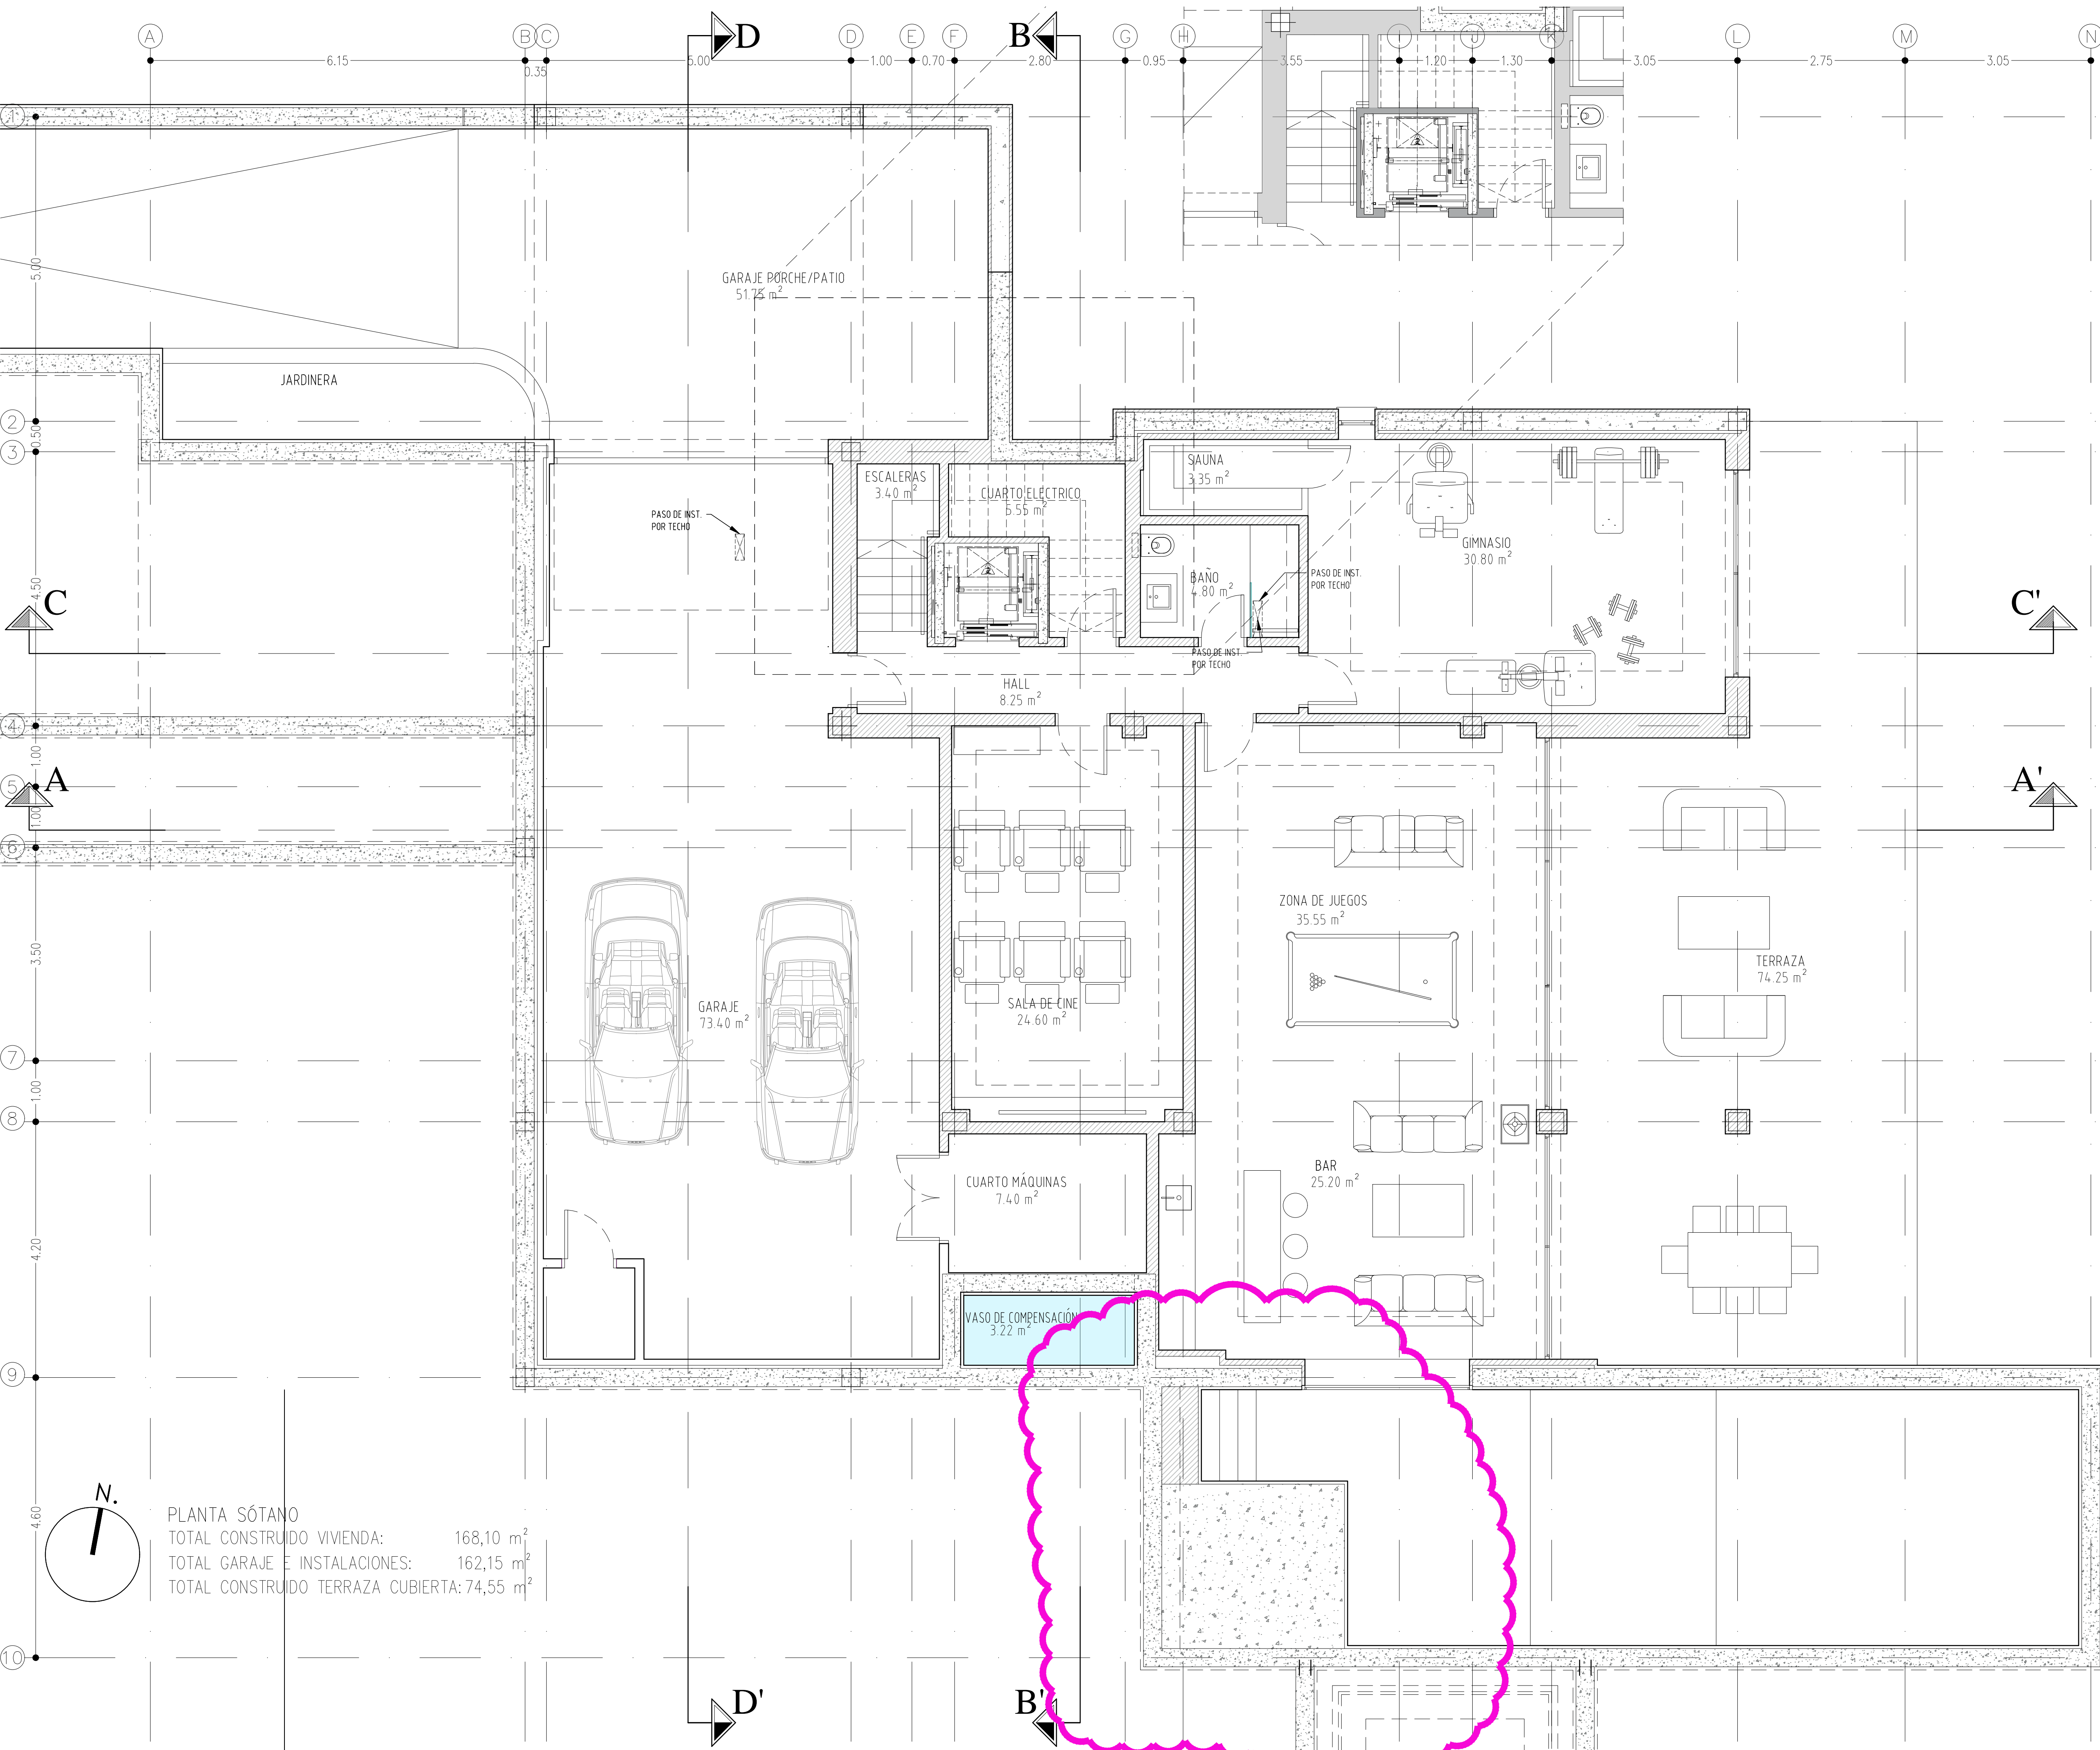 A B C D E F G H I J K L M N
D B
6.15 0.35 5.00 1.00 0.70 2.80 0.95 3.55 1.20 1.30 3.05 2.75 3.05
1
5.00
GARAJE PORCHE/PATIO
51.75 m²
JARDINERA
2
0.50
3
ESCALERAS
3.40 m²
CUARTO ELECTRICO
5.55 m²
SAUNA
3.35 m²
PASO DE INST.
POR TECHO
GIMNASIO
30.80 m²
BAÑO
4.80 m²
PASO DE INST.
POR TECHO
4.50
C C'
PASO DE INST.
POR TECHO
HALL
8.25 m²
4
1.00
5
A A'
1.00
6
ZONA DE JUEGOS
35.55 m²
3.50
TERRAZA
74.25 m²
GARAJE
73.40 m²
SALA DE CINE
24.60 m²
7
1.00
8
BAR
25.20 m²
CUARTO MÁQUINAS
7.40 m²
4.20
VASO DE COMPENSACIÓN
3.22 m²
9
N.
4.60
PLANTA SÓTANO
TOTAL CONSTRUIDO VIVIENDA: 168,10 m²
TOTAL GARAJE E INSTALACIONES: 162,15 m²
TOTAL CONSTRUIDO TERRAZA CUBIERTA: 74,55 m²
10
D' B'